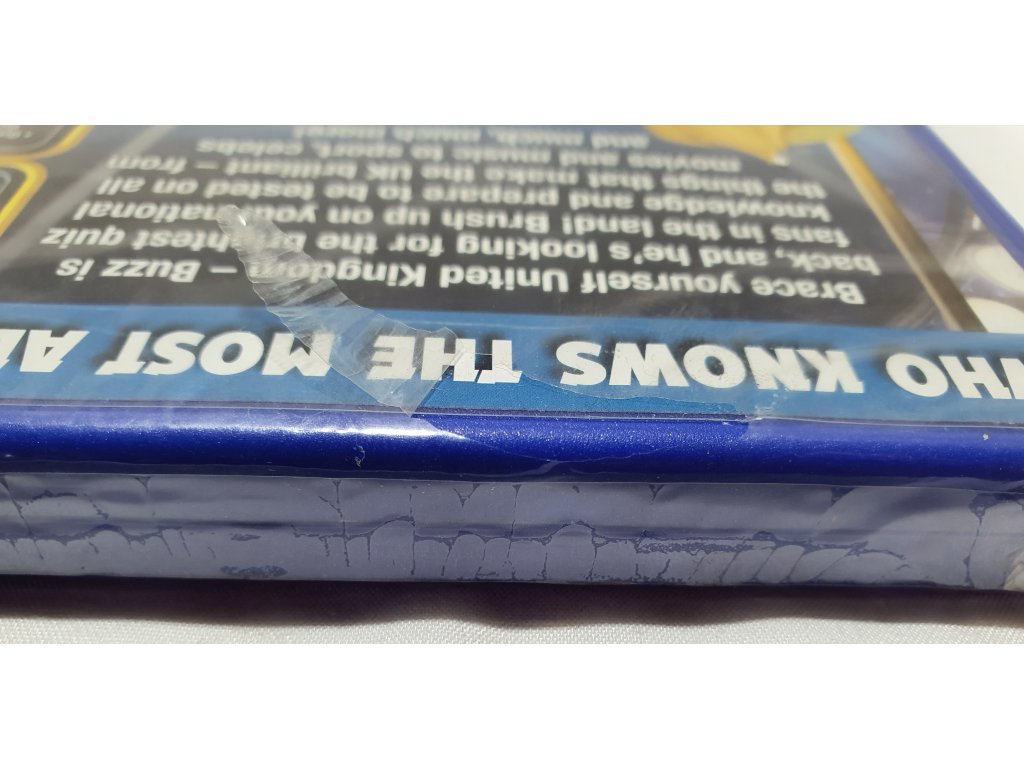 WHO KNOWS THE MOST
Brace yourself United Kingdom – Buzz is
back, and he's looking for the brightest quiz
fans in the land! Brush up on your national
knowledge and prepare to be tested on all
the things that make the UK brilliant – from
movies and music to sport, celebs
and much, much more!